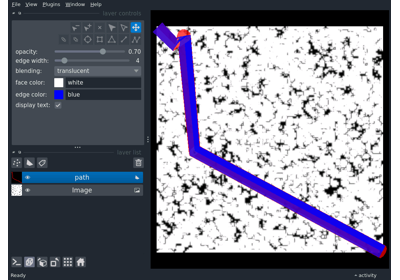 File View Plugins Window Help
layer controls
opacity: 0.70
edge width: 4
blending: translucent
face color: white
edge color: blue
display text:
layer list
path
Image
Ready activity